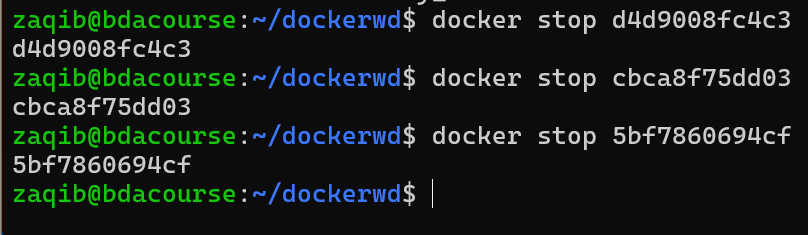 zaqib@bdacourse:~/dockerwd$ docker stop d4d9008fc4c3
d4d9008fc4c3
zaqib@bdacourse:~/dockerwd$ docker stop cbca8f75dd03
cbca8f75dd03
zaqib@bdacourse:~/dockerwd$ docker stop 5bf7860694cf
5bf7860694cf
zaqib@bdacourse:~/dockerwd$